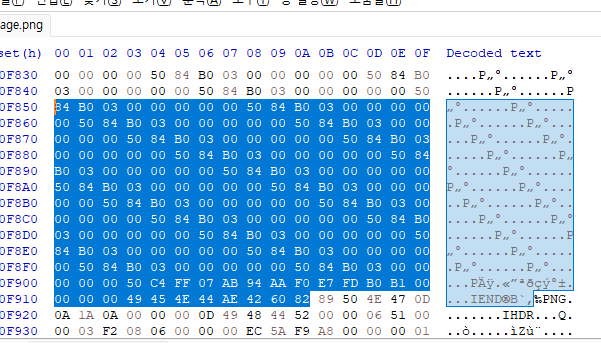 age.png
set(h) 00 01 02 03 04 05 06 07 08 09 0A 0B 0C 0D 0E 0F Decoded text
0F830 00 00 00 00 50 84 B0 03 00 00 00 00 00 50 84 B0 ....P„°......P„°
0F840 03 00 00 00 00 00 50 84 B0 03 00 00 00 00 00 50 ......P„°......P
0F850 84 B0 03 00 00 00 00 00 50 84 B0 03 00 00 00 00 „°......P„°.....
0F860 00 50 84 B0 03 00 00 00 00 00 50 84 B0 03 00 00 .P„°......P„°...
0F870 00 00 00 50 84 B0 03 00 00 00 00 00 50 84 B0 03 ...P„°......P„°.
0F880 00 00 00 00 00 50 84 B0 03 00 00 00 00 00 50 84 .....P„°......P„
0F890 B0 03 00 00 00 00 00 50 84 B0 03 00 00 00 00 00 °......P„°......
0F8A0 50 84 B0 03 00 00 00 00 00 50 84 B0 03 00 00 00 P„°......P„°....
0F8B0 00 00 50 84 B0 03 00 00 00 00 00 50 84 B0 03 00 ..P„°......P„°..
0F8C0 00 00 00 00 50 84 B0 03 00 00 00 00 00 50 84 B0 ....P„°......P„°
0F8D0 03 00 00 00 00 00 50 84 B0 03 00 00 00 00 00 50 ......P„°......P
0F8E0 84 B0 03 00 00 00 00 00 50 84 B0 03 00 00 00 00 „°......P„°.....
0F8F0 00 50 84 B0 03 00 00 00 00 00 50 84 B0 03 00 00 .P„°......P„°...
0F900 00 00 00 50 C4 FF 07 AB 94 AA F0 E7 FD B0 B1 00 ...PÄÿ.«”ªðçý°±.
0F910 00 00 00 49 45 4E 44 AE 42 60 82 89 50 4E 47 0D ...IEND®B`‚‰PNG.
0F920 0A 1A 0A 00 00 00 0D 49 48 44 52 00 00 06 51 00 .......IHDR...Q.
0F930 00 03 F2 08 06 00 00 00 EC 5A F9 A8 00 00 00 01 ..ò.....ìZù¨....